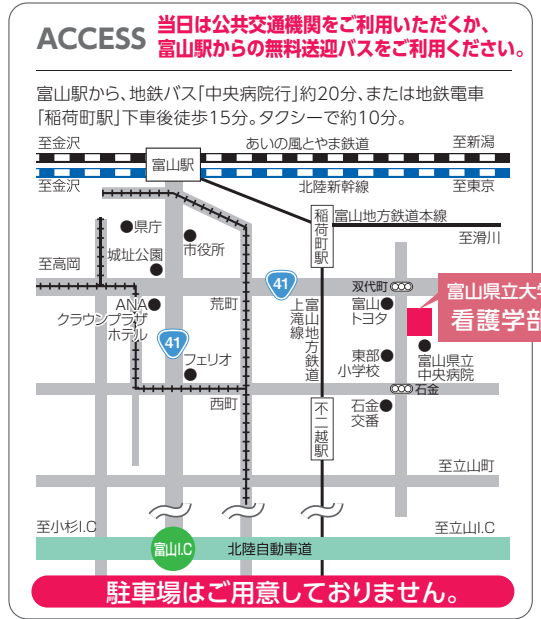 ACCESS
当日は公共交通機関をご利用いただくか、
富山駅からの無料送迎バスをご利用ください。
富山駅から、地鉄バス「中央病院行」約20分、または地鉄電車
「稲荷町駅」下車後徒歩15分。タクシーで約10分。
至金沢
あいの風とやま鉄道
至新潟
富山駅
至金沢
北陸新幹線
至東京
稲荷町駅
富山地方鉄道本線
至滑川
県庁
市役所
城址公園
至高岡
41
双代町
富山県立大学
看護学部
ANA
クラウンプラザ
ホテル
荒町
富山地方鉄道
上滝線
富山
トヨタ
41
フェリオ
東部
小学校
富山県立
中央病院
石金
西町
不二越駅
石金
交番
至立山町
至小杉I.C
至立山I.C
富山I.C
北陸自動車道
駐車場はご用意しておりません。